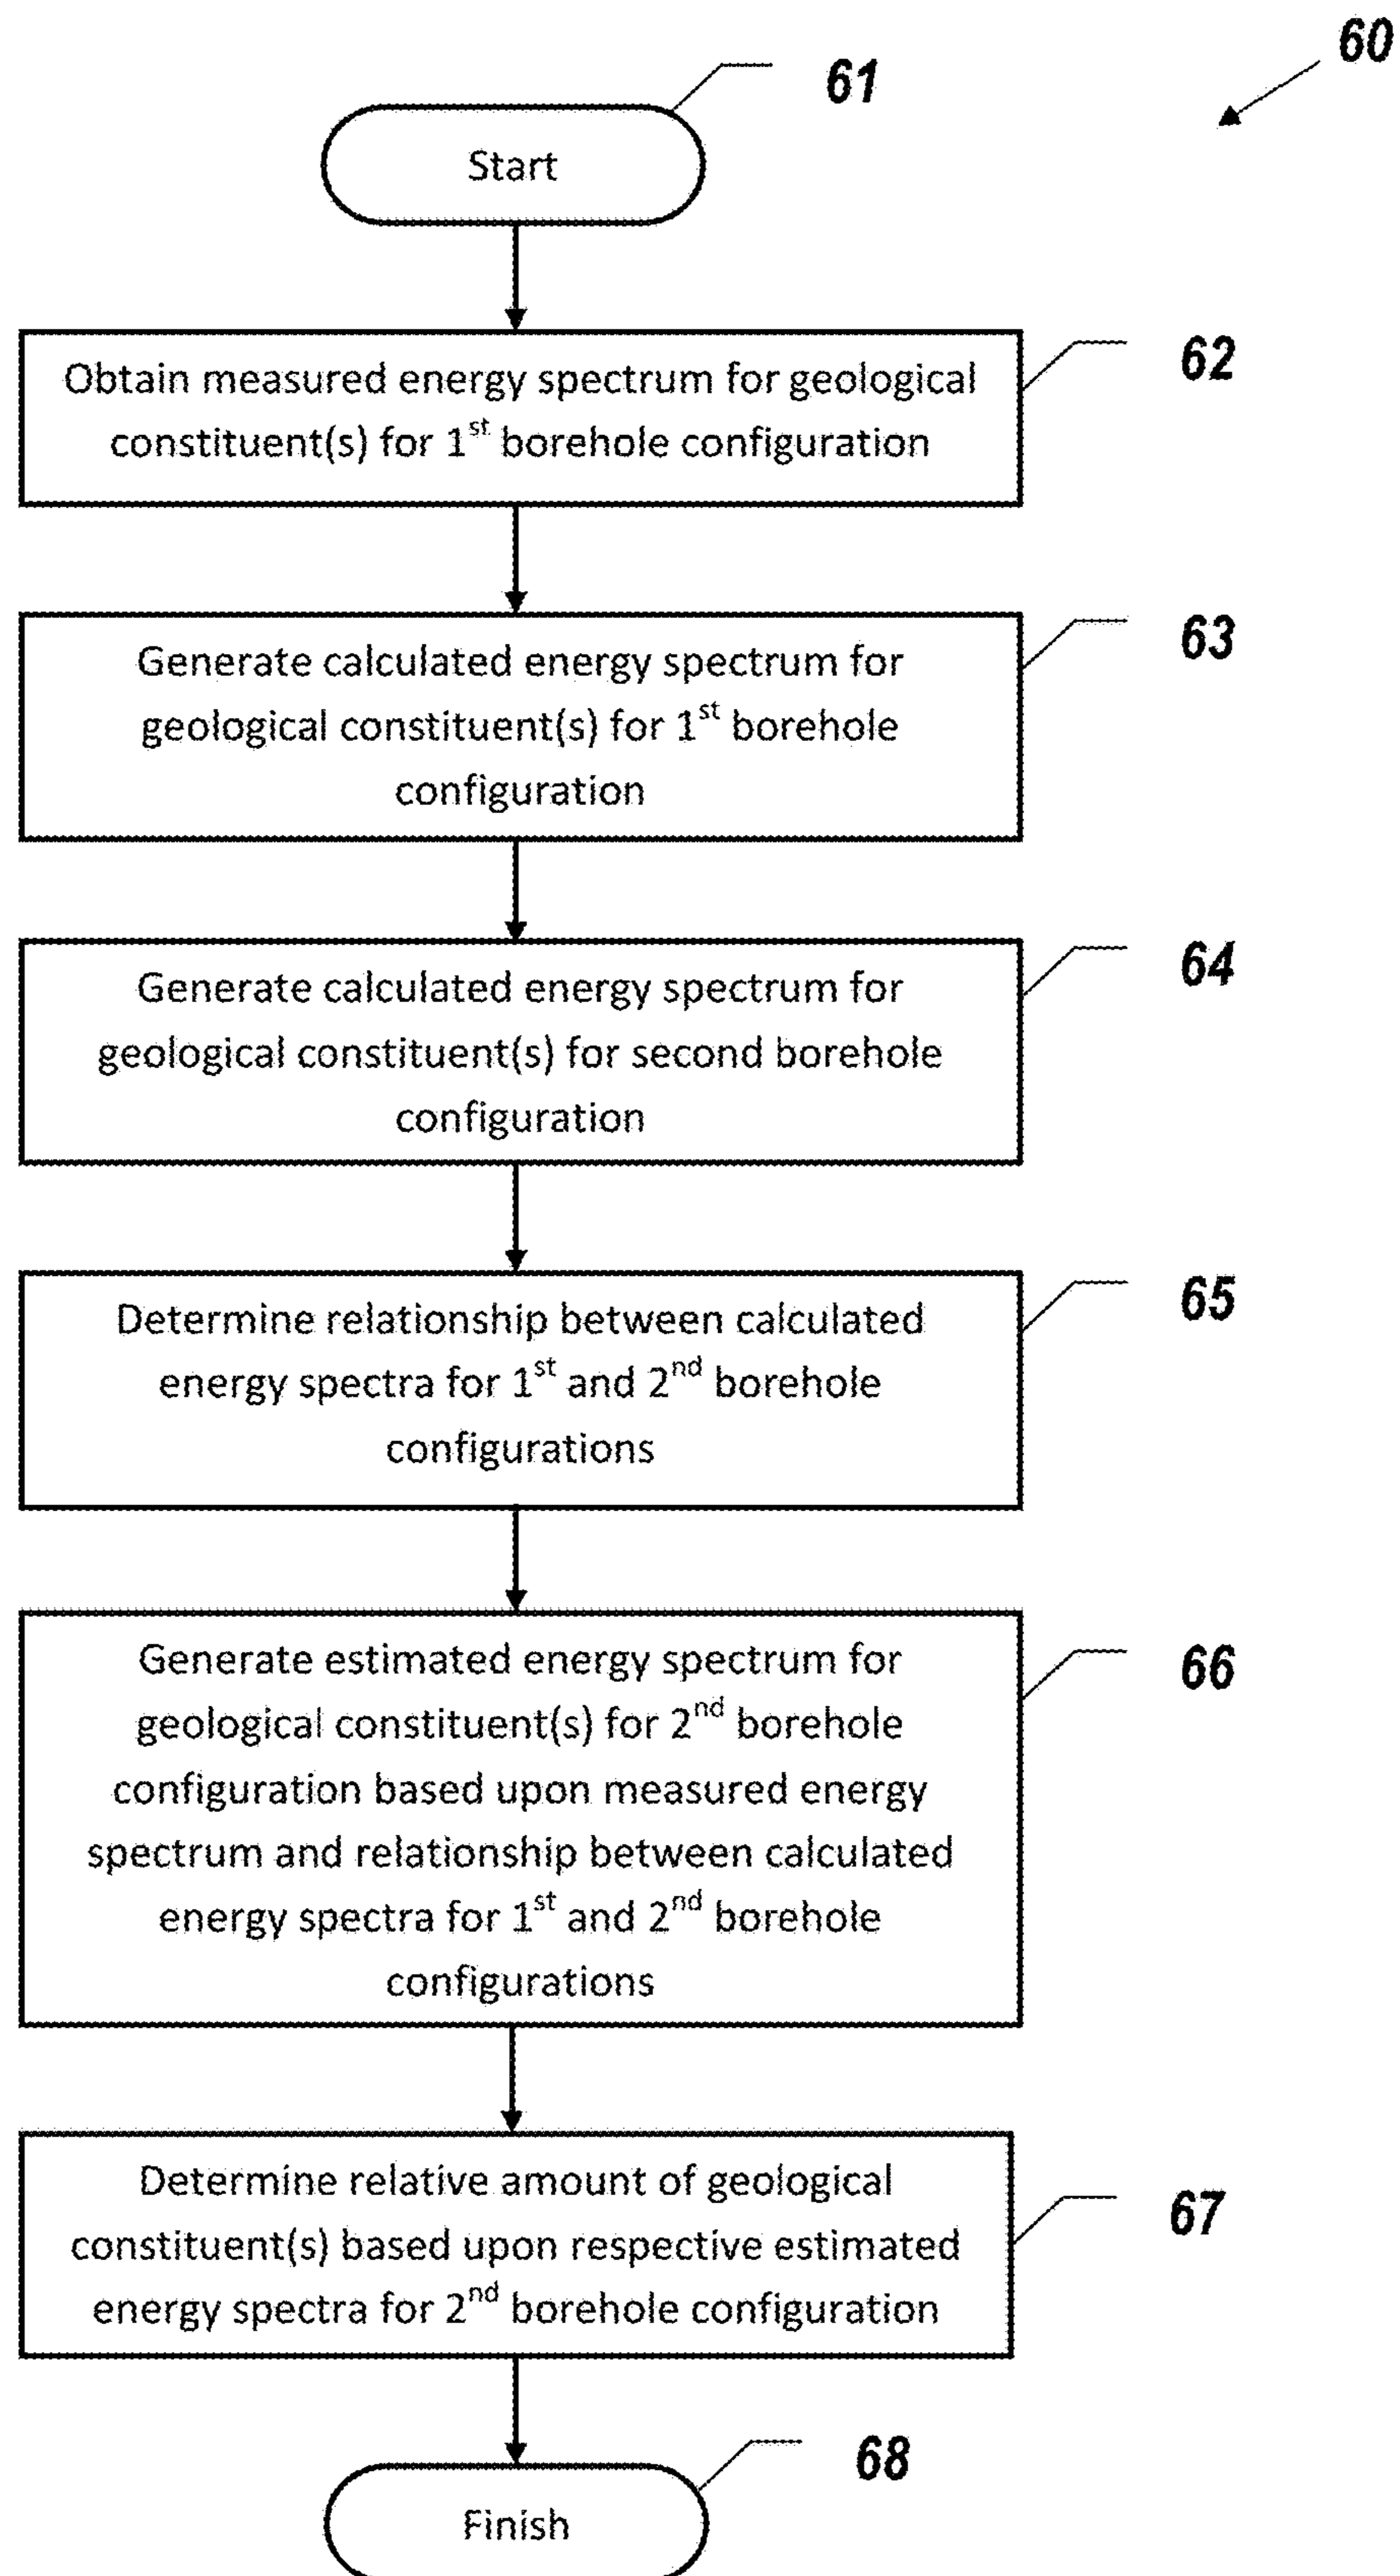 60
61
Start
62
Obtain measured energy spectrum for geological
constituent(s) for 1st borehole configuration
63
Generate calculated energy spectrum for
geological constituent(s) for 1st borehole
configuration
64
Generate calculated energy spectrum for
geological constituent(s) for second borehole
configuration
65
Determine relationship between calculated
energy spectra for 1st and 2nd borehole
configurations
66
Generate estimated energy spectrum for
geological constituent(s) for 2nd borehole
configuration based upon measured energy
spectrum and relationship between calculated
energy spectra for 1st and 2nd borehole
configurations
67
Determine relative amount of geological
constituent(s) based upon respective estimated
energy spectra for 2nd borehole configuration
68
Finish